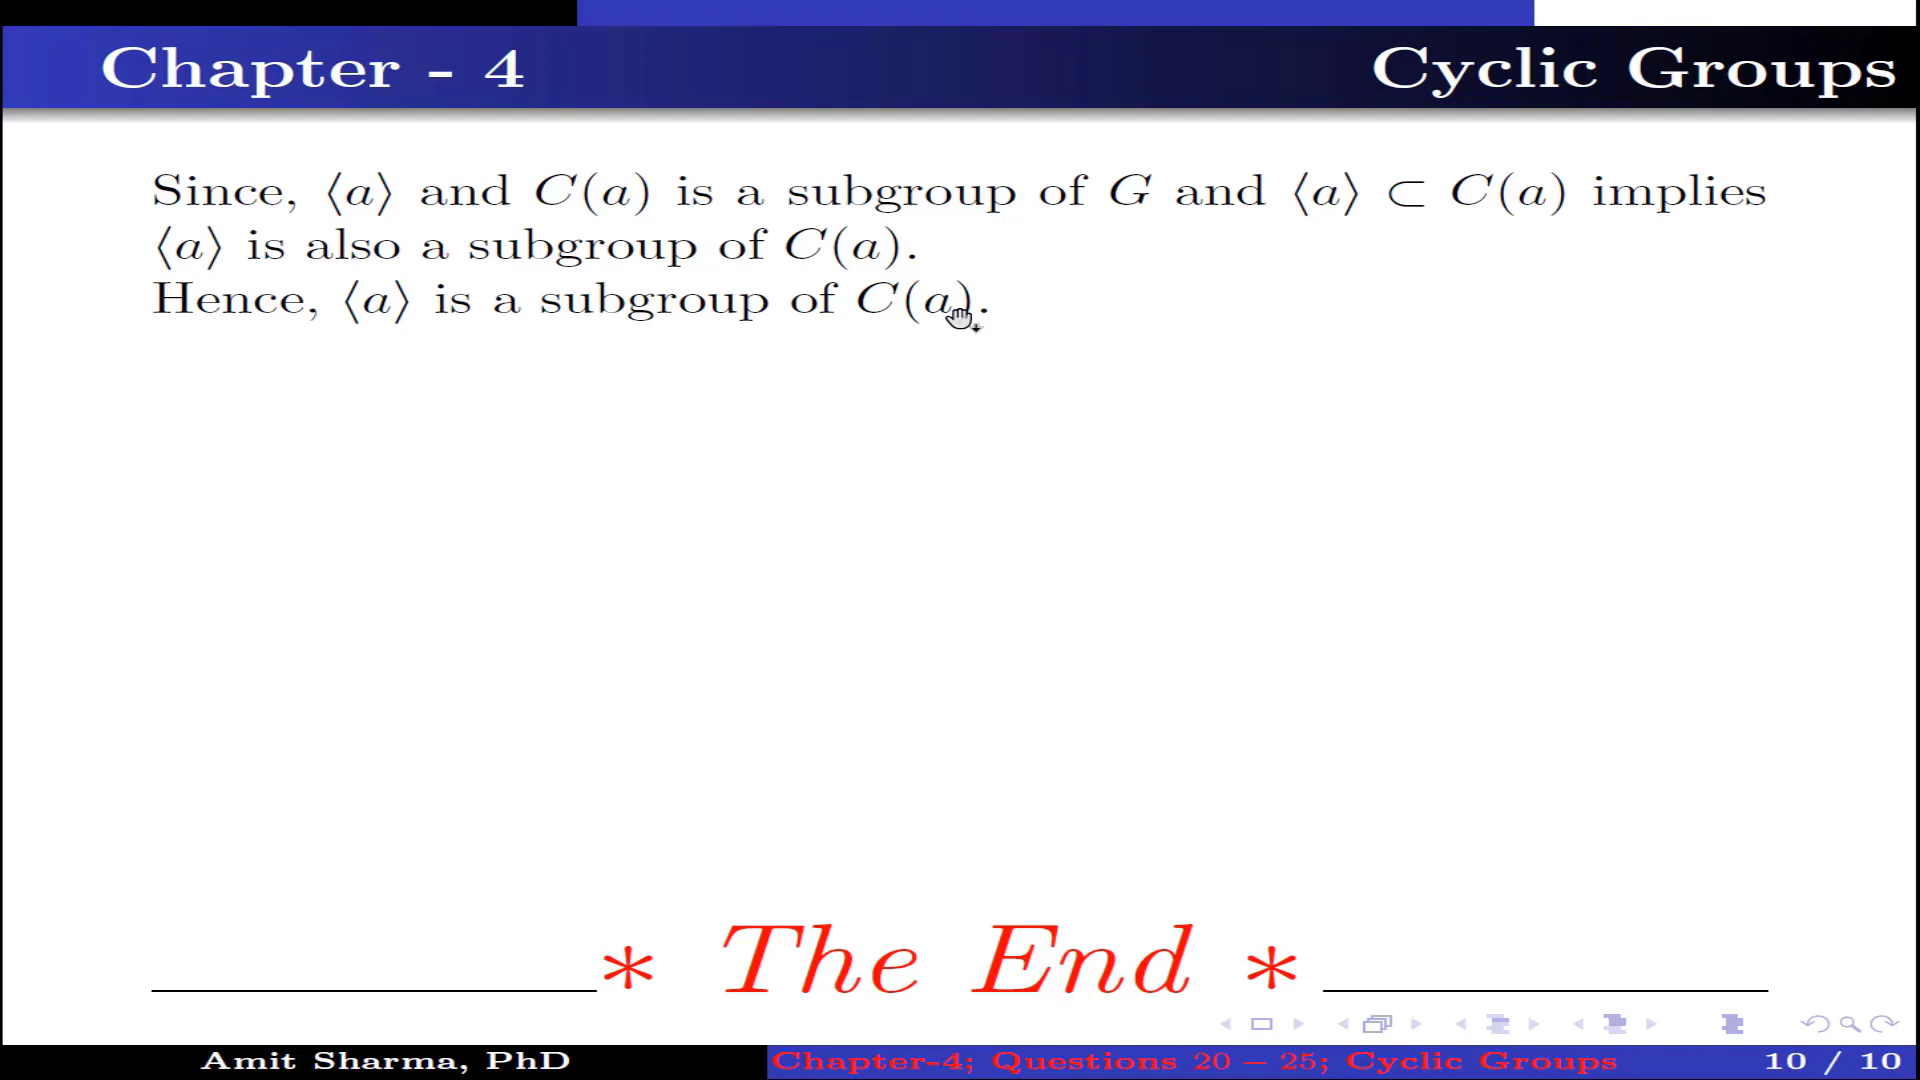 Chapter - 4 Cyclic Groups
Since, ⟨a⟩ and C(a) is a subgroup of G and ⟨a⟩ ⊂ C(a) implies
⟨a⟩ is also a subgroup of C(a).
Hence, ⟨a⟩ is a subgroup of C(a).
* The End *
Amit Sharma, PhD Chapter-4; Questions 20 – 25; Cyclic Groups 10 / 10